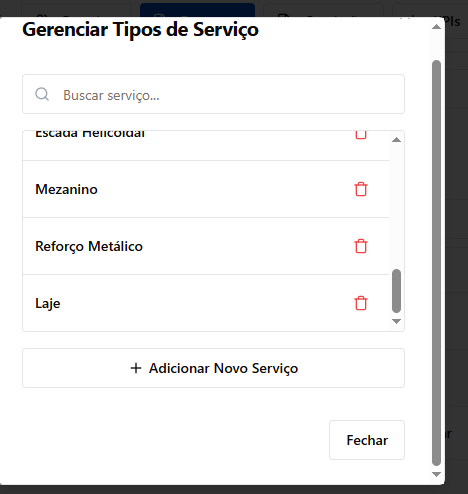 Gerenciar Tipos de Serviço
Buscar serviço...
Escada Helicoidal
Mezanino
Reforço Metálico
Laje
Adicionar Novo Serviço
Fechar